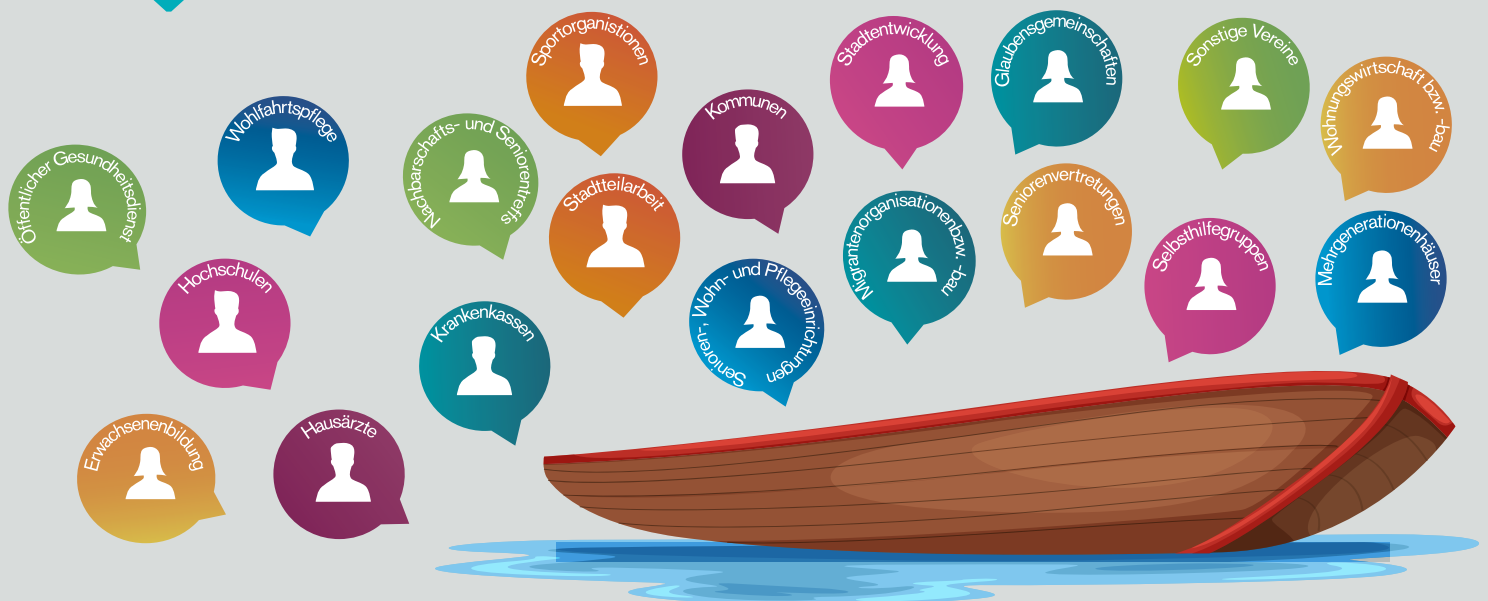 Öffentlicher Gesundheitsdienst
Wohlfahrtspflege
Nachbarschafts- und Seniorentreffs
Sportorganistionen
Kommunen
Stadtentwicklung
Glaubensgemeinschaften
Sonstige Vereine
Wohnungswirtschaft bzw. -bau
Hochschulen
Krankenkassen
Stadtteilarbeit
Senioren-, Wohn- und Pflegeeinrichtungen
Migrantenorganisationenbzw. -bau
Seniorenvertretungen
Selbsthilfegruppen
Mehrgenerationenhäuser
Erwachsenenbildung
Hausärzte